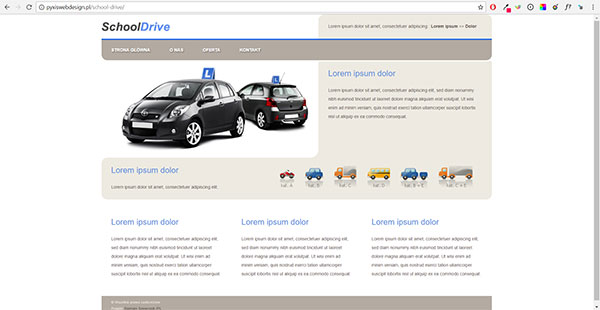 pyxiswebdesign.pl/school-drive/
SchoolDrive
Lorem ipsum dolor sit amet, consectetuer adipiscing Lorem ipsum Dolor
STRONA GŁÓWNA O NAS OFERTA KONTAKT
L
L
Lorem ipsum dolor
Lorem ipsum dolor sit amet, consectetuer adipiscing elit,
sed diam nonummy nibh euismod tincidunt ut laoreet
dolore magna aliquam erat volutpat. Ut wisi enim ad
minim veniam, quis nostrud exerci tation ullamcorper
suscipit lobortis nisl ut aliquip ex ea
enim ad minim veniam, quis nostrud exerci
commodo consequat.
Lorem ipsum dolor
Lorem ipsum dolor sit amet, consectetuer adipiscing elit.
kat. A kat. B kat. C kat. D kat. B + E kat. C + E
Lorem ipsum dolor Lorem ipsum dolor Lorem ipsum dolor
Lorem ipsum dolor sit amet, consectetuer adipiscing elit, Lorem ipsum dolor sit amet, consectetuer adipiscing elit, Lorem ipsum dolor sit amet, consectetuer adipiscing elit,
sed diem nonummy nibh euismod tincidunt ut laoreet sed diem nonummy nibh euismod tincidunt ut laoreet sed diem nonummy nibh euismod tincidunt ut laoreet
dolore magna aliquam erat volutpat. Ut wisi enim ad dolore magna aliquam erat volutpat. Ut wisi enim ad dolore magna aliquam erat volutpat. Ut wisi enim ad
minim veniam, quis nostrud exerci tation ullamcorper minim veniam, quis nostrud exerci tation ullamcorper minim veniam, quis nostrud exerci tation ullamcorper
suscipit lobortis nisl ut aliquip ex ea commodo consequat suscipit lobortis nisl ut aliquip ex ea commodo consequat suscipit lobortis nisl ut aliquip ex ea commodo consequat